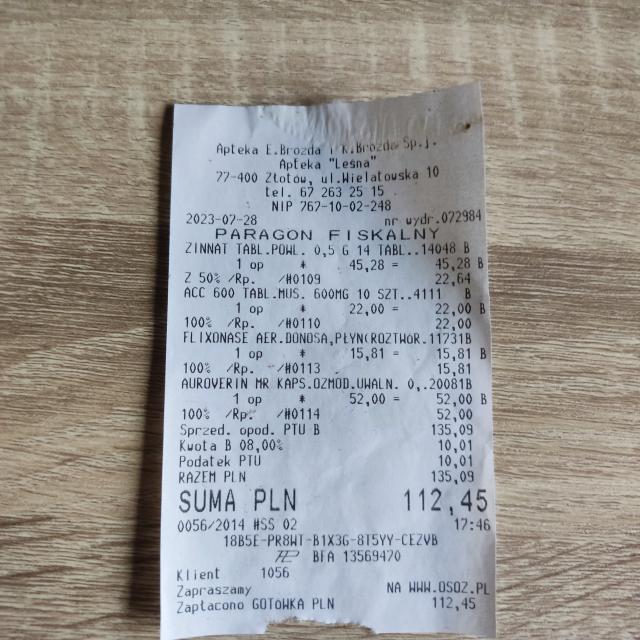 Apteka E.Brozda i K.Brozda Sp.j.
Apteka "Leśna"
77-400 Złotów, ul.Wielatowska 10
tel. 67 263 25 15
NIP 767-10-02-248
2023-07-28 nr wydr.072984
PARAGON FISKALNY
ZINNAT TABL.POWL. 0,5 G 14 TABL..14048 B
1 op * 45,28 = 45,28 B
Z 50% /Rp. /#0109 22,64
ACC 600 TABL.MUS. 600MG 10 SZT..4111 B
1 op * 22,00 = 22,00 B
100% /Rp. /#0110 22,00
FLIXONASE AER.DONOSA,PŁYN(ROZTWOR.11731B
1 op * 15,81 = 15,81 B
100% /Rp. /#0113 15,81
AUROVERIN MR KAPS.OZMOD.UWALN. 0,.20081B
1 op * 52,00 = 52,00 B
100% /Rp. /#0114 52,00
Sprzed. opod. PTU B 135,09
Kwota B 08,00% 10,01
Podatek PTU 10,01
RAZEM PLN 135,09
SUMA PLN 112,45
0056/2014 #SS 02 17:46
18B5E-PR8WT-B1X3G-8T5YY-CEZVB
BFA 13569470
Klient 1056
Zapraszamy NA WWW.OSOZ.PL
Zapłacono GOTÓWKA PLN 112,45